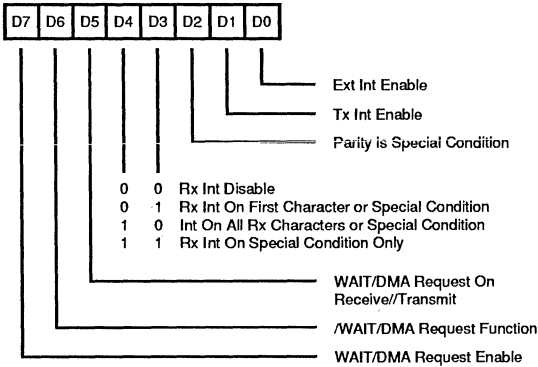 D7 D6 D5 D4 D3 D2 D1 D0
Ext Int Enable
Tx Int Enable
Parity is Special Condition
0 0 Rx Int Disable
0 1 Rx Int On First Character or Special Condition
1 0 Int On All Rx Characters or Special Condition
1 1 Rx Int On Special Condition Only
WAIT/DMA Request On
Receive//Transmit
/WAIT/DMA Request Function
WAIT/DMA Request Enable